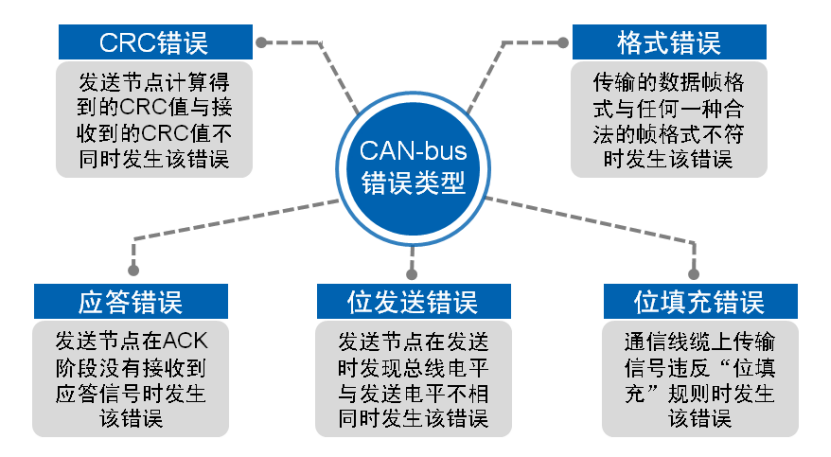 CRC错误
发送节点计算得
到的CRC值与接
收到的CRC值不
同时发生该错误
格式错误
传输的数据帧格
式与任何一种合
法的帧格式不符
时发生该错误
CAN-bus
错误类型
应答错误
发送节点在ACK
阶段没有接收到
应答信号时发生
该错误
位发送错误
发送节点在发送
时发现总线电平
与发送电平不相
同时发生该错误
位填充错误
通信线缆上传输
信号违反“位填
充”规则时发生
该错误